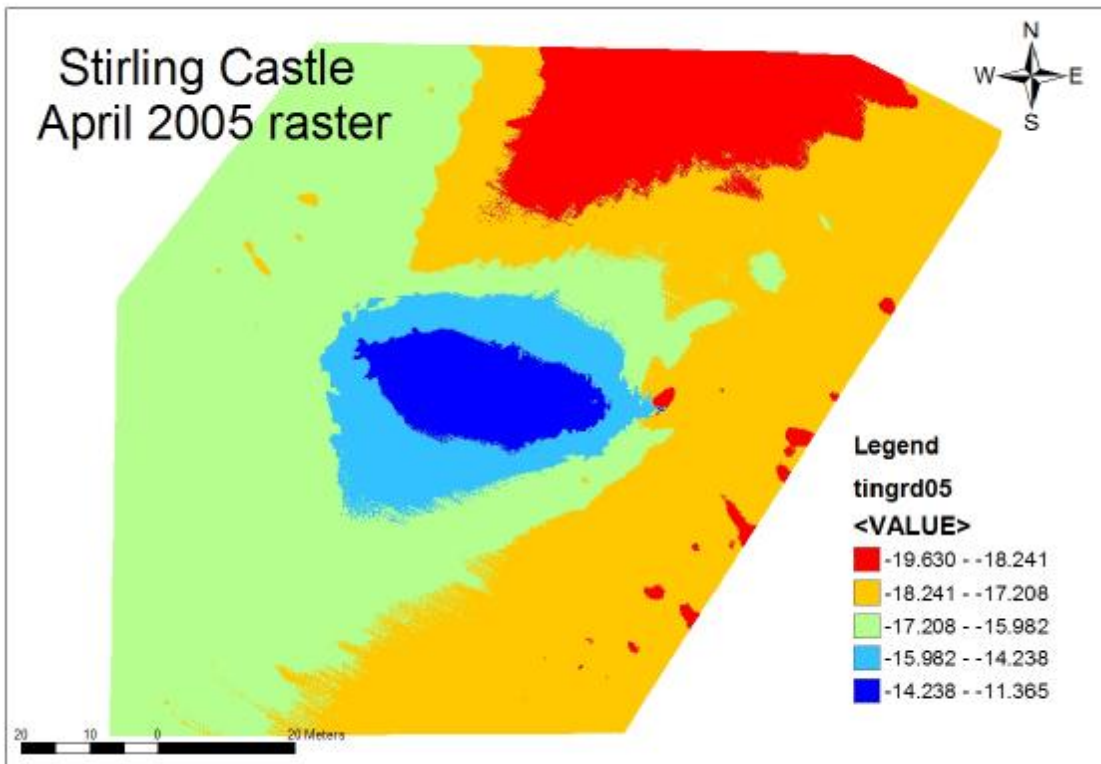 Stirling Castle
April 2005 raster
N
W E
S
Legend
tingrd05
<VALUE>
-19.630 - -18.241
-18.241 - -17.208
-17.208 - -15.982
-15.982 - -14.238
-14.238 - -11.365
20 10 0 20 Meters